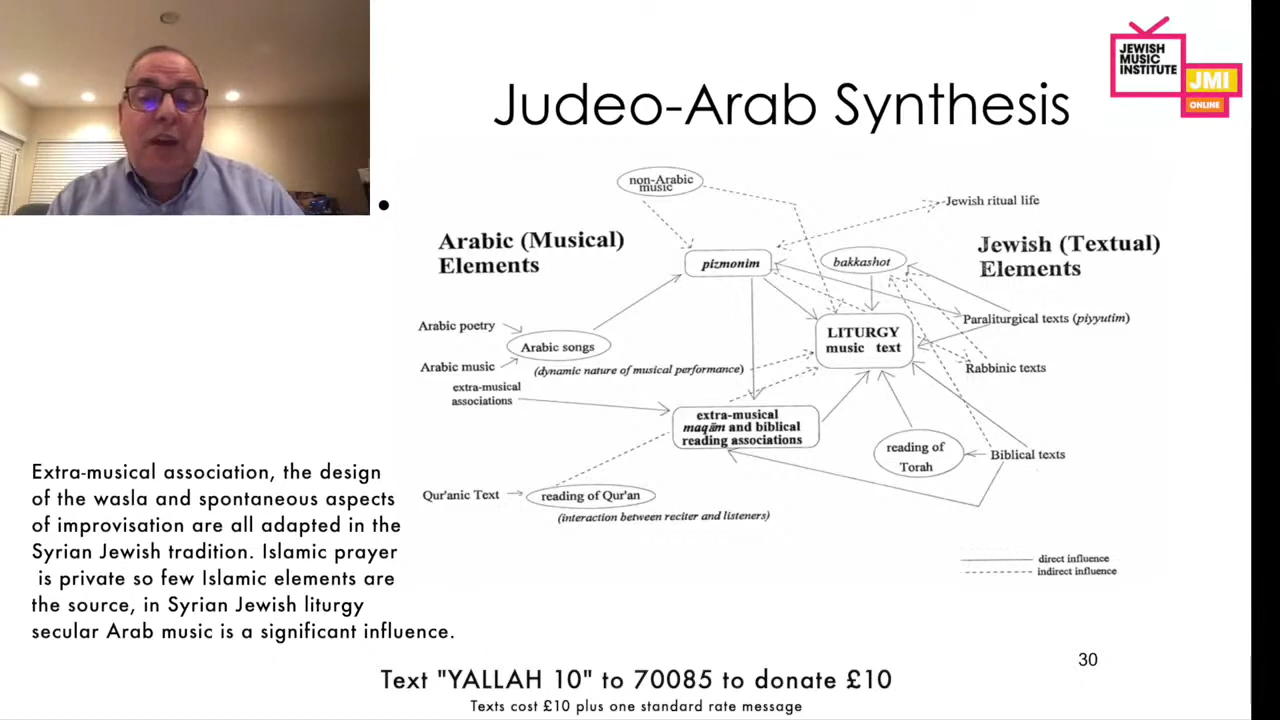 JEWISH
MUSIC
INSTITUTE
JMI
ONLINE
Judeo-Arab Synthesis
•
non-Arabic
music
Jewish ritual life
Arabic (Musical)
Elements
Jewish (Textual)
Elements
pizmonim
bakkashot
Arabic poetry
Arabic songs
Arabic music
LITURGY
music text
Paraliturgical texts (piyyutim)
Rabbinic texts
(dynamic nature of musical performance)
extra-musical
associations
extra-musical
maqām and biblical
reading associations
reading of
Torah
Biblical texts
Qur'anic Text
reading of Qur'an
(interaction between reciter and listeners)
direct influence
indirect influence
Extra-musical association, the design
of the wasla and spontaneous aspects
of improvisation are all adapted in the
Syrian Jewish tradition. Islamic prayer
is private so few Islamic elements are
the source, in Syrian Jewish liturgy
secular Arab music is a significant influence.
30
Text "YALLAH 10" to 70085 to donate £10
Texts cost £10 plus one standard rate message